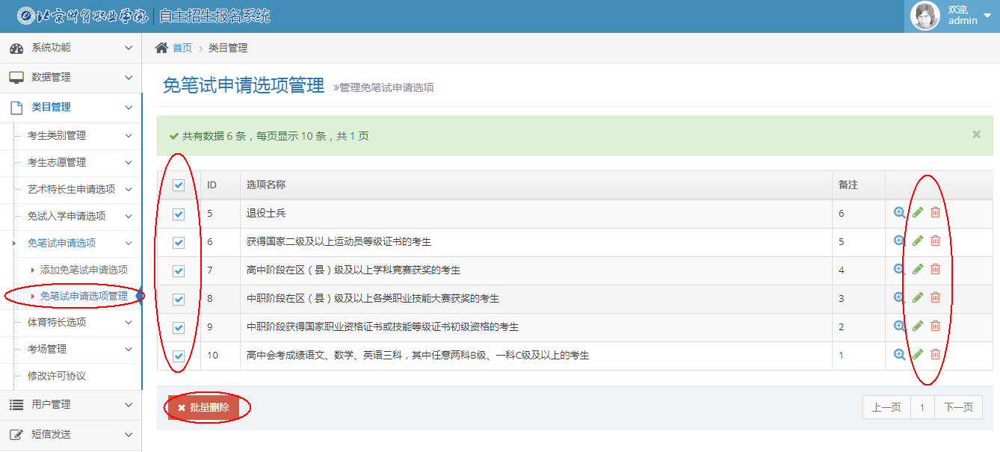 北京财贸职业学院 自主招生报名系统
欢迎,
admin
系统功能
数据管理
类目管理
考生类别管理
考生志愿管理
艺术特长生申请选项
免试入学申请选项
免笔试申请选项
添加免笔试申请选项
免笔试申请选项管理
体育特长选项
考场管理
修改许可协议
用户管理
短信发送
首页 > 类目管理
免笔试申请选项管理 »管理免笔试申请选项
共有数据 6 条，每页显示 10 条，共 1 页 ×
ID 选项名称 备注
5 退役士兵 6
6 获得国家二级及以上运动员等级证书的考生 5
7 高中阶段在区（县）级及以上学科竞赛获奖的考生 4
8 中职阶段在区（县）级及以上各类职业技能大赛获奖的考生 3
9 中职阶段获得国家职业资格证书或技能等级证书初级资格的考生 2
10 高中会考成绩语文、数学、英语三科，其中任意两科B级、一科C级及以上的考生 1
批量删除
上一页 1 下一页